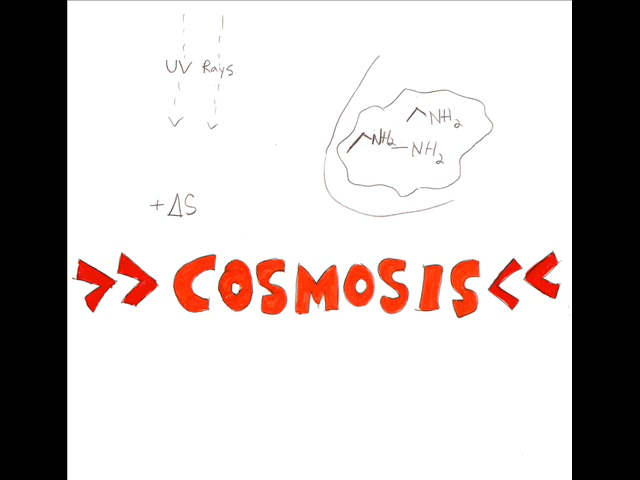 UV Rays
NH2
NH2
NH2
+ΔS
>> COSMOSIS <<